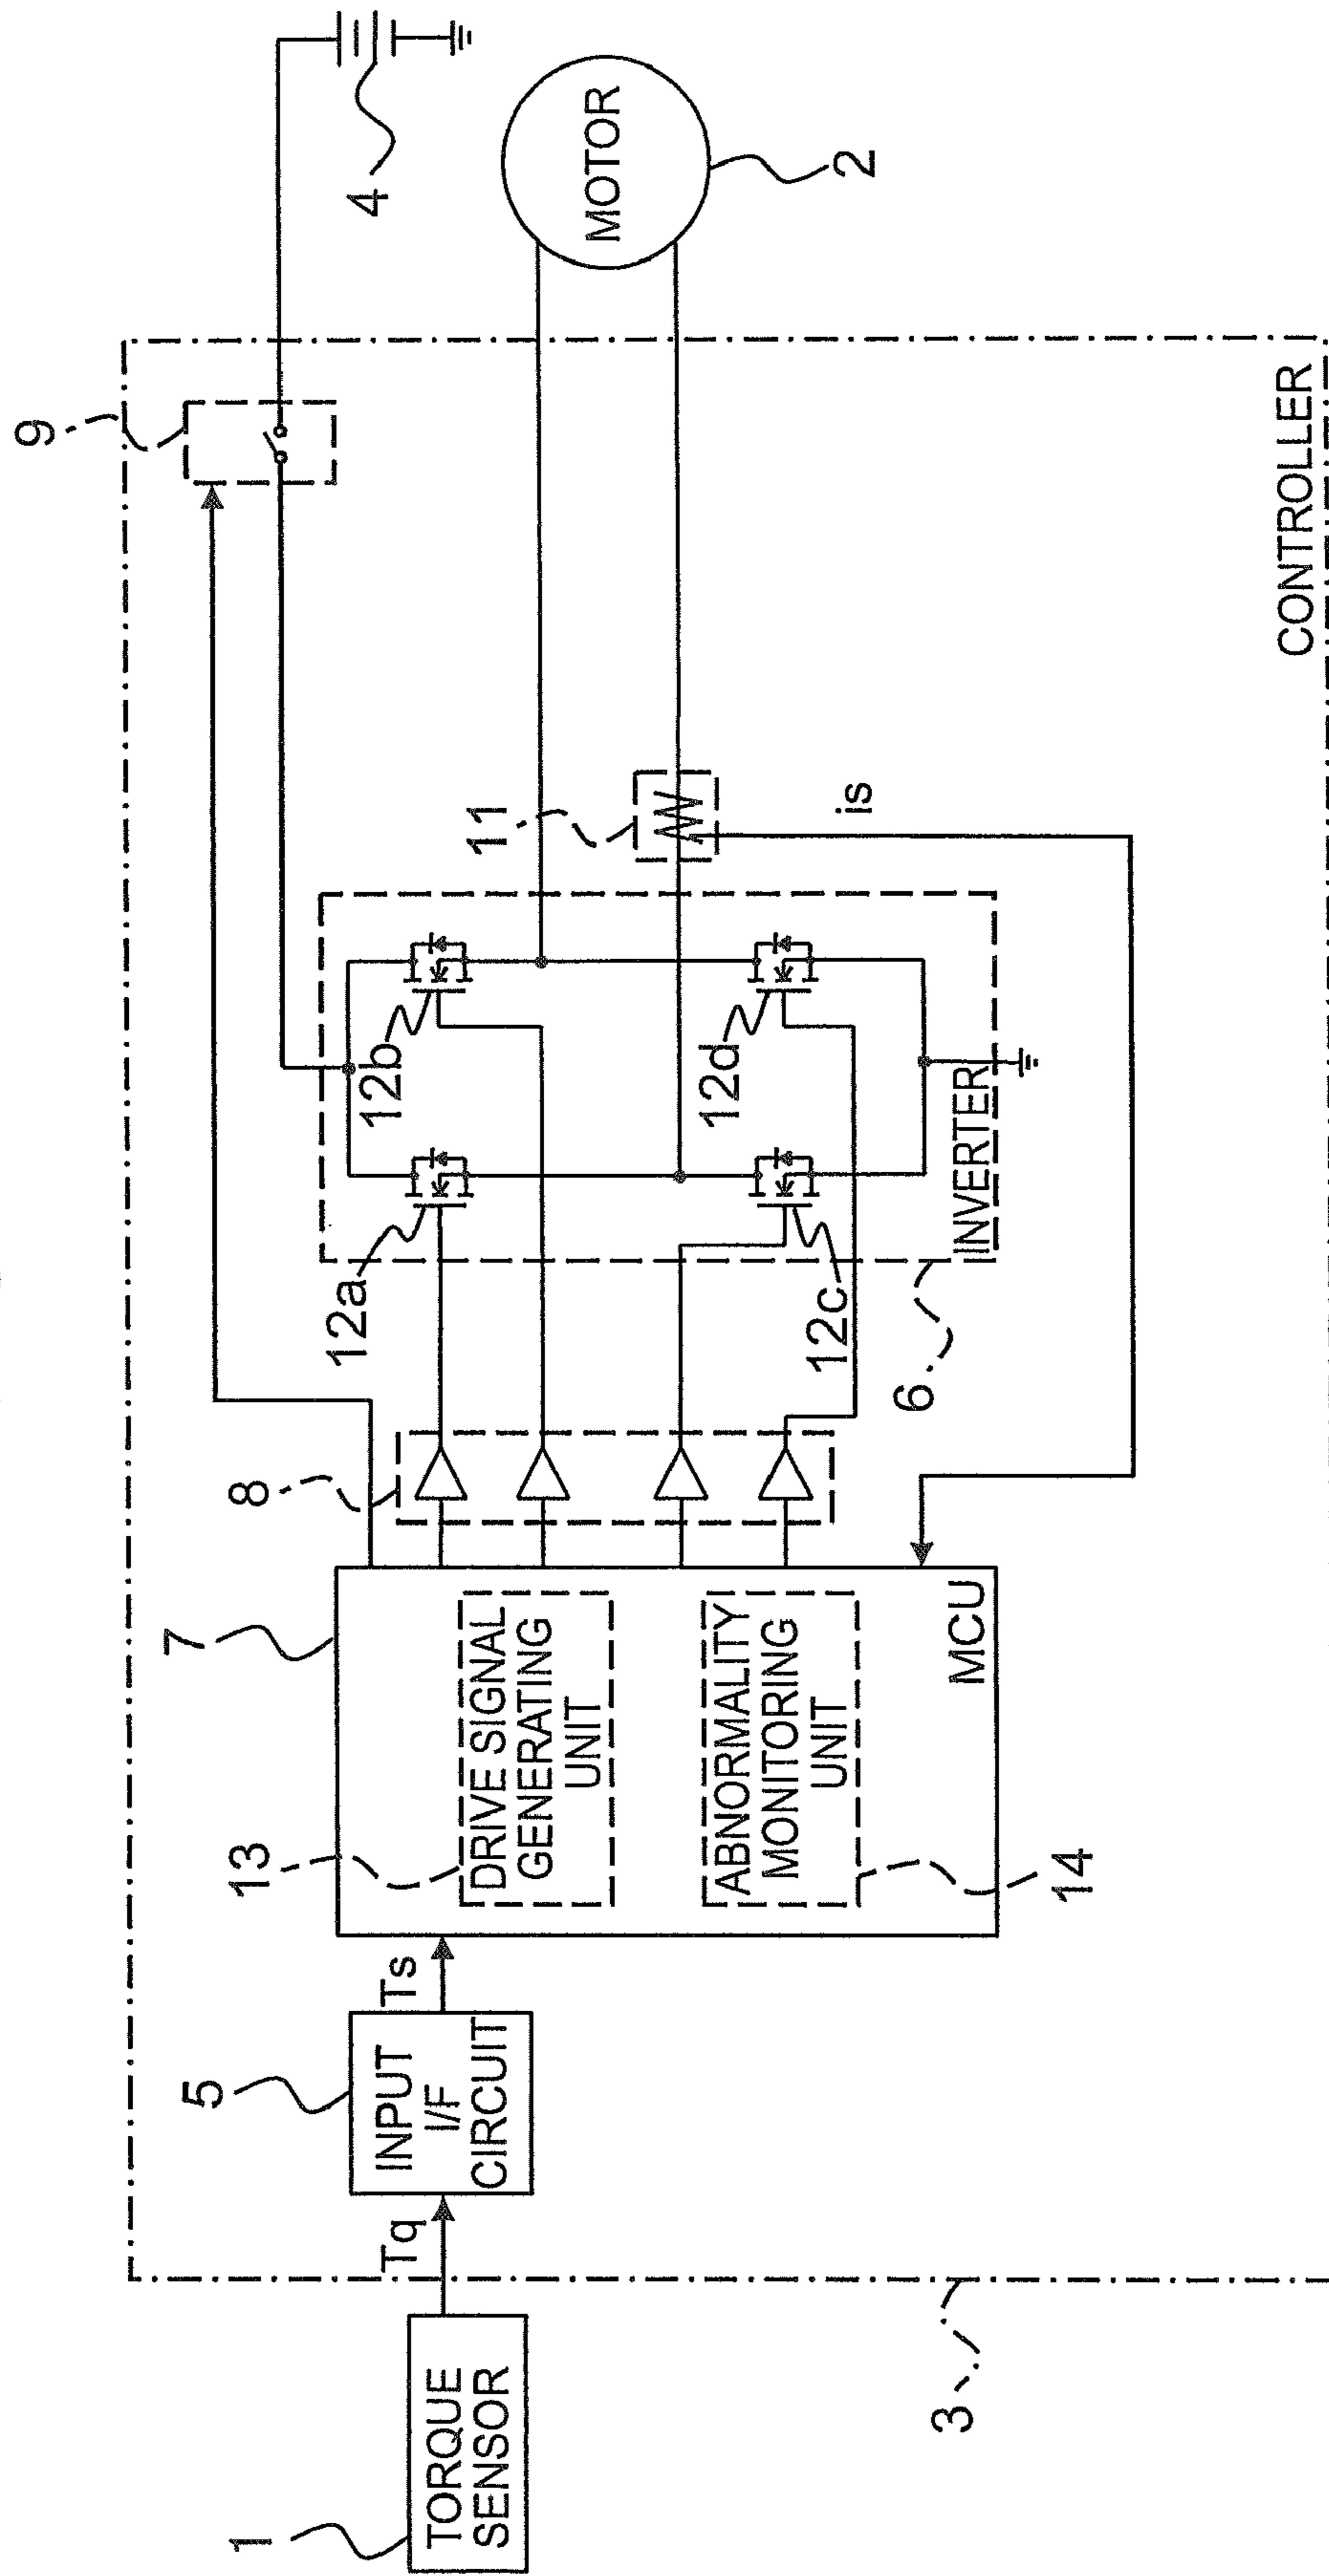 1
TORQUE
SENSOR
Tq
3
5
INPUT
I/F
CIRCUIT
Ts
7
13
DRIVE SIGNAL
GENERATING
UNIT
ABNORMALITY
MONITORING
UNIT
14
MCU
8
12a
12b
12c
12d
6
INVERTER
11
is
9
4
MOTOR
2
CONTROLLER